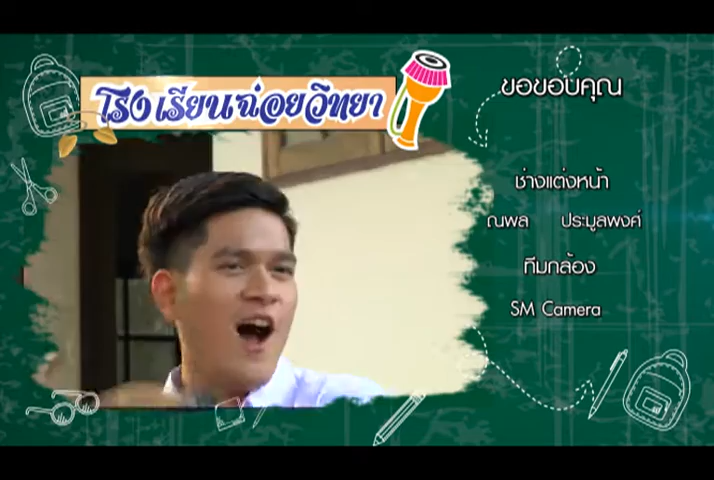 โรงเรียนฉ่อยวิทยา
ขอขอบคุณ
ช่างแต่งหน้า
ณพล ประมูลพงศ์
ทีมกล้อง
SM Camera